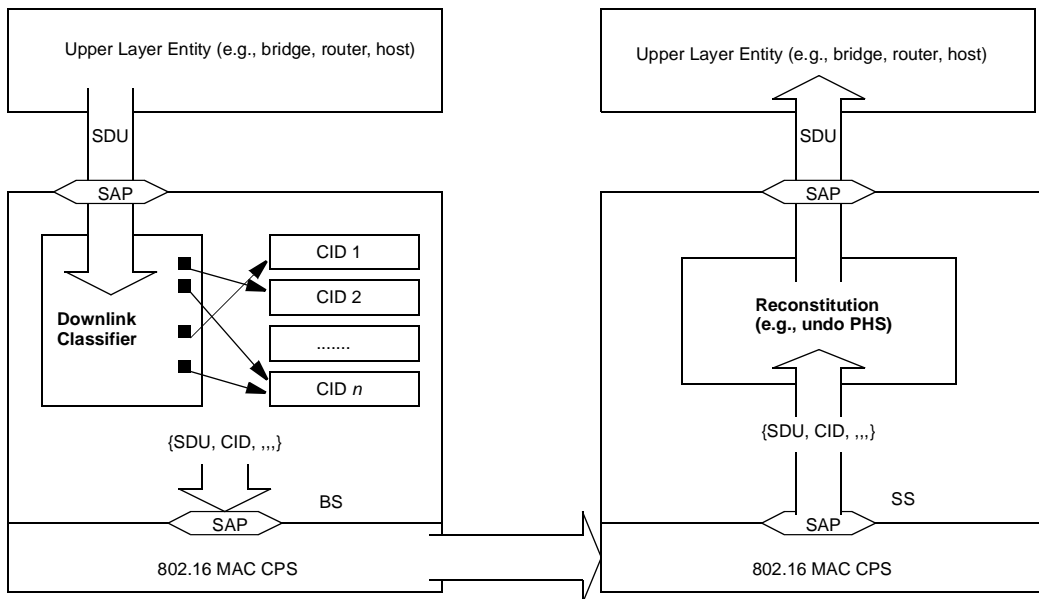 Upper Layer Entity (e.g., bridge, router, host)
SDU
SAP
Downlink
Classifier
CID 1
CID 2
.......
CID n
{SDU, CID, ,,,}
BS
SAP
802.16 MAC CPS
Upper Layer Entity (e.g., bridge, router, host)
SDU
SAP
Reconstitution
(e.g., undo PHS)
{SDU, CID, ,,,}
SS
SAP
802.16 MAC CPS